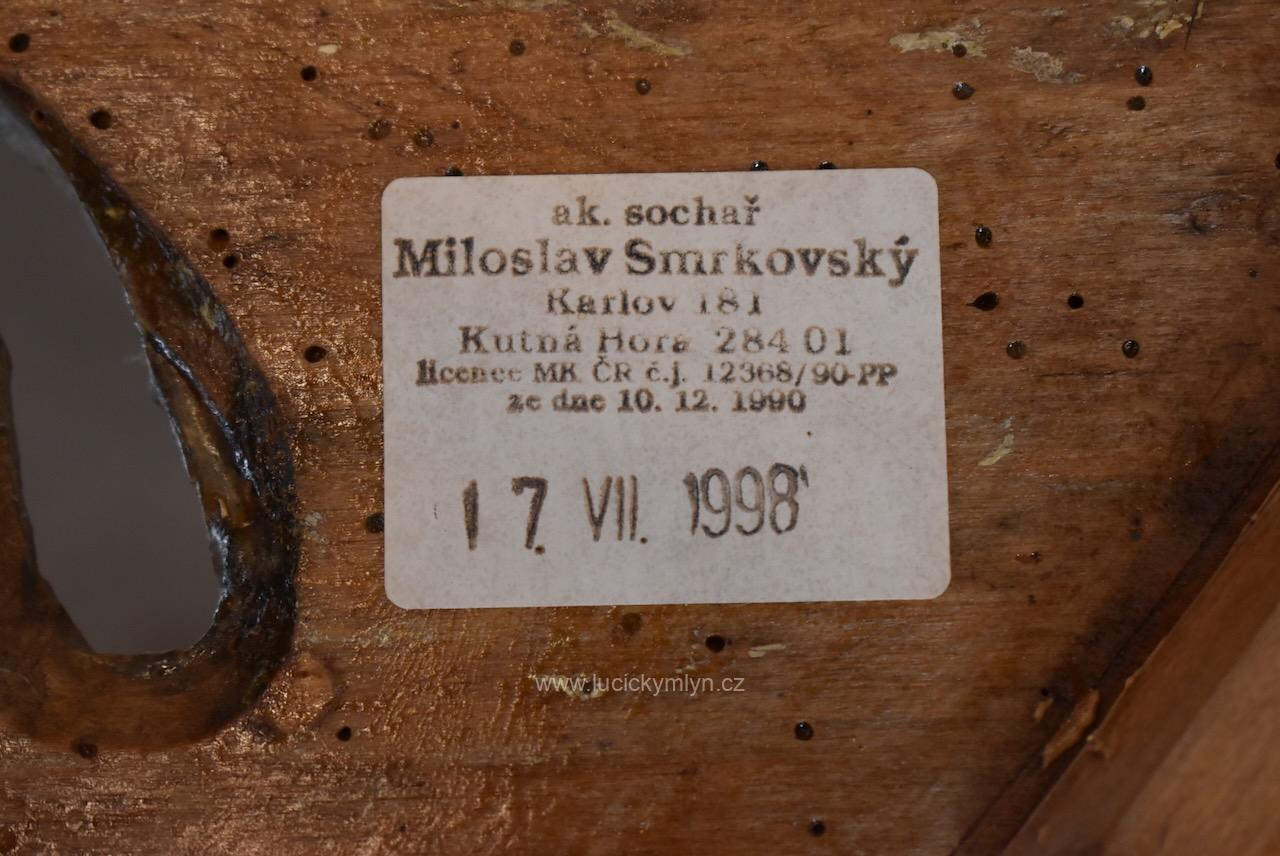 ak. sochař
Miloslav Smrkovský
Karlov 181
Kutná Hora 284 01
licence MK ČR č.j. 12368/90-PP
ze dne 10. 12. 1990
17. VII. 1998
www.lucickymlyn.cz